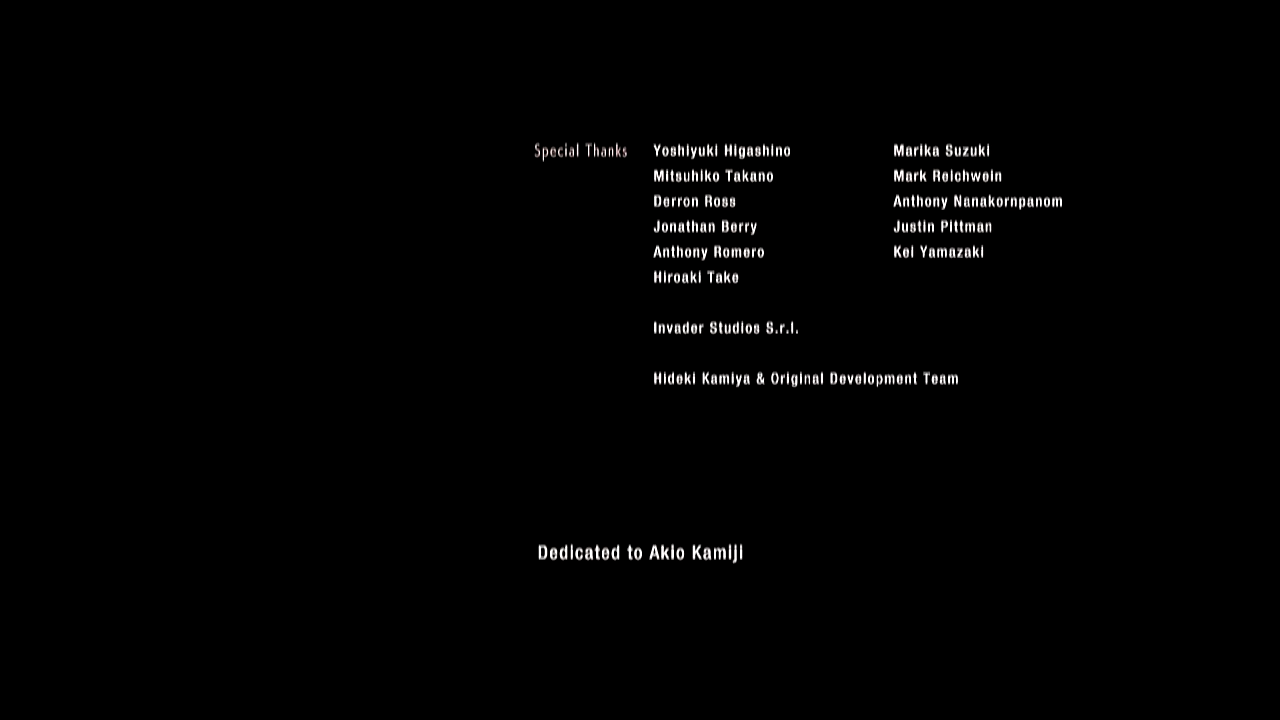 Special Thanks Yoshiyuki Higashino Marika Suzuki
Mitsuhiko Takano Mark Reichwein
Derron Ross Anthony Nanakornpanom
Jonathan Berry Justin Pittman
Anthony Romero Kei Yamazaki
Hiroaki Take
Invader Studios S.r.l.
Hideki Kamiya & Original Development Team
Dedicated to Akio Kamiji